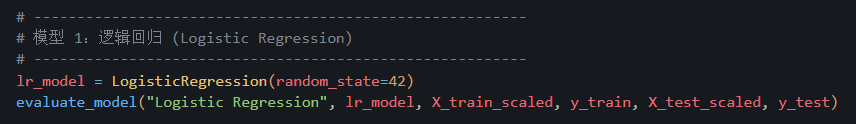 # ----------------------------------------------------------
# 模型 1：逻辑回归 (Logistic Regression)
# ----------------------------------------------------------
lr_model = LogisticRegression(random_state=42)
evaluate_model("Logistic Regression", lr_model, X_train_scaled, y_train, X_test_scaled, y_test)